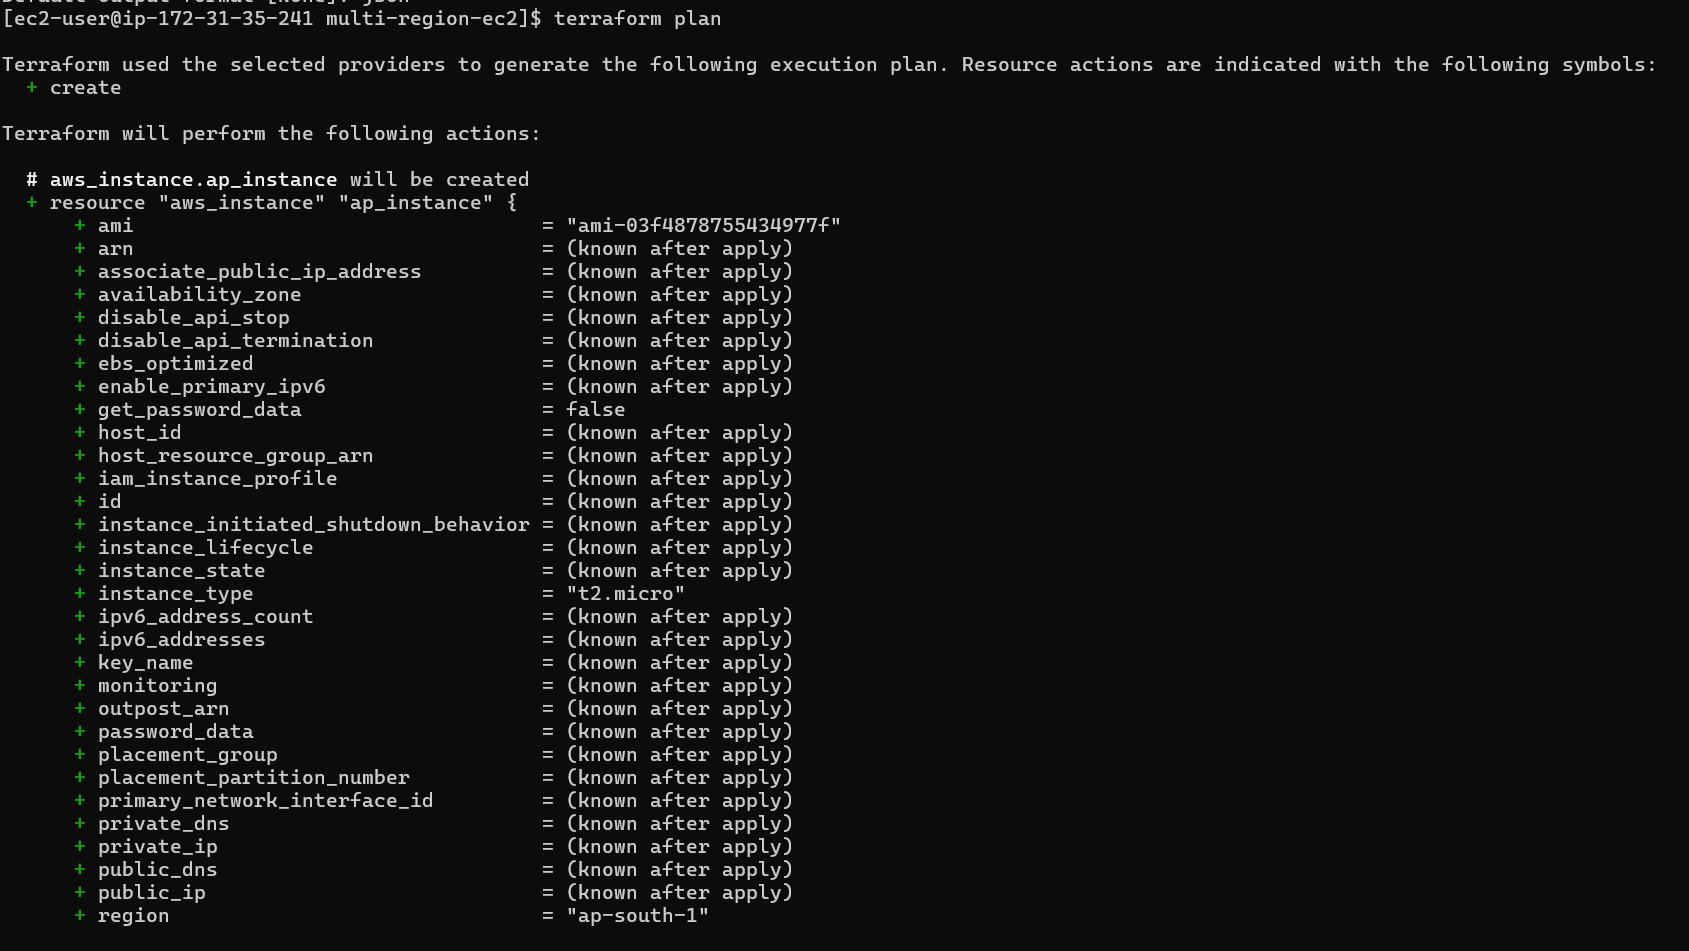 Default output format [None]: json
[ec2-user@ip-172-31-35-241 multi-region-ec2]$ terraform plan
Terraform used the selected providers to generate the following execution plan. Resource actions are indicated with the following symbols:
+ create
Terraform will perform the following actions:
# aws_instance.ap_instance will be created
+ resource "aws_instance" "ap_instance" {
+ ami = "ami-03f4878755434977f"
+ arn = (known after apply)
+ associate_public_ip_address = (known after apply)
+ availability_zone = (known after apply)
+ disable_api_stop = (known after apply)
+ disable_api_termination = (known after apply)
+ ebs_optimized = (known after apply)
+ enable_primary_ipv6 = (known after apply)
+ get_password_data = false
+ host_id = (known after apply)
+ host_resource_group_arn = (known after apply)
+ iam_instance_profile = (known after apply)
+ id = (known after apply)
+ instance_initiated_shutdown_behavior = (known after apply)
+ instance_lifecycle = (known after apply)
+ instance_state = (known after apply)
+ instance_type = "t2.micro"
+ ipv6_address_count = (known after apply)
+ ipv6_addresses = (known after apply)
+ key_name = (known after apply)
+ monitoring = (known after apply)
+ outpost_arn = (known after apply)
+ password_data = (known after apply)
+ placement_group = (known after apply)
+ placement_partition_number = (known after apply)
+ primary_network_interface_id = (known after apply)
+ private_dns = (known after apply)
+ private_ip = (known after apply)
+ public_dns = (known after apply)
+ public_ip = (known after apply)
+ region = "ap-south-1"